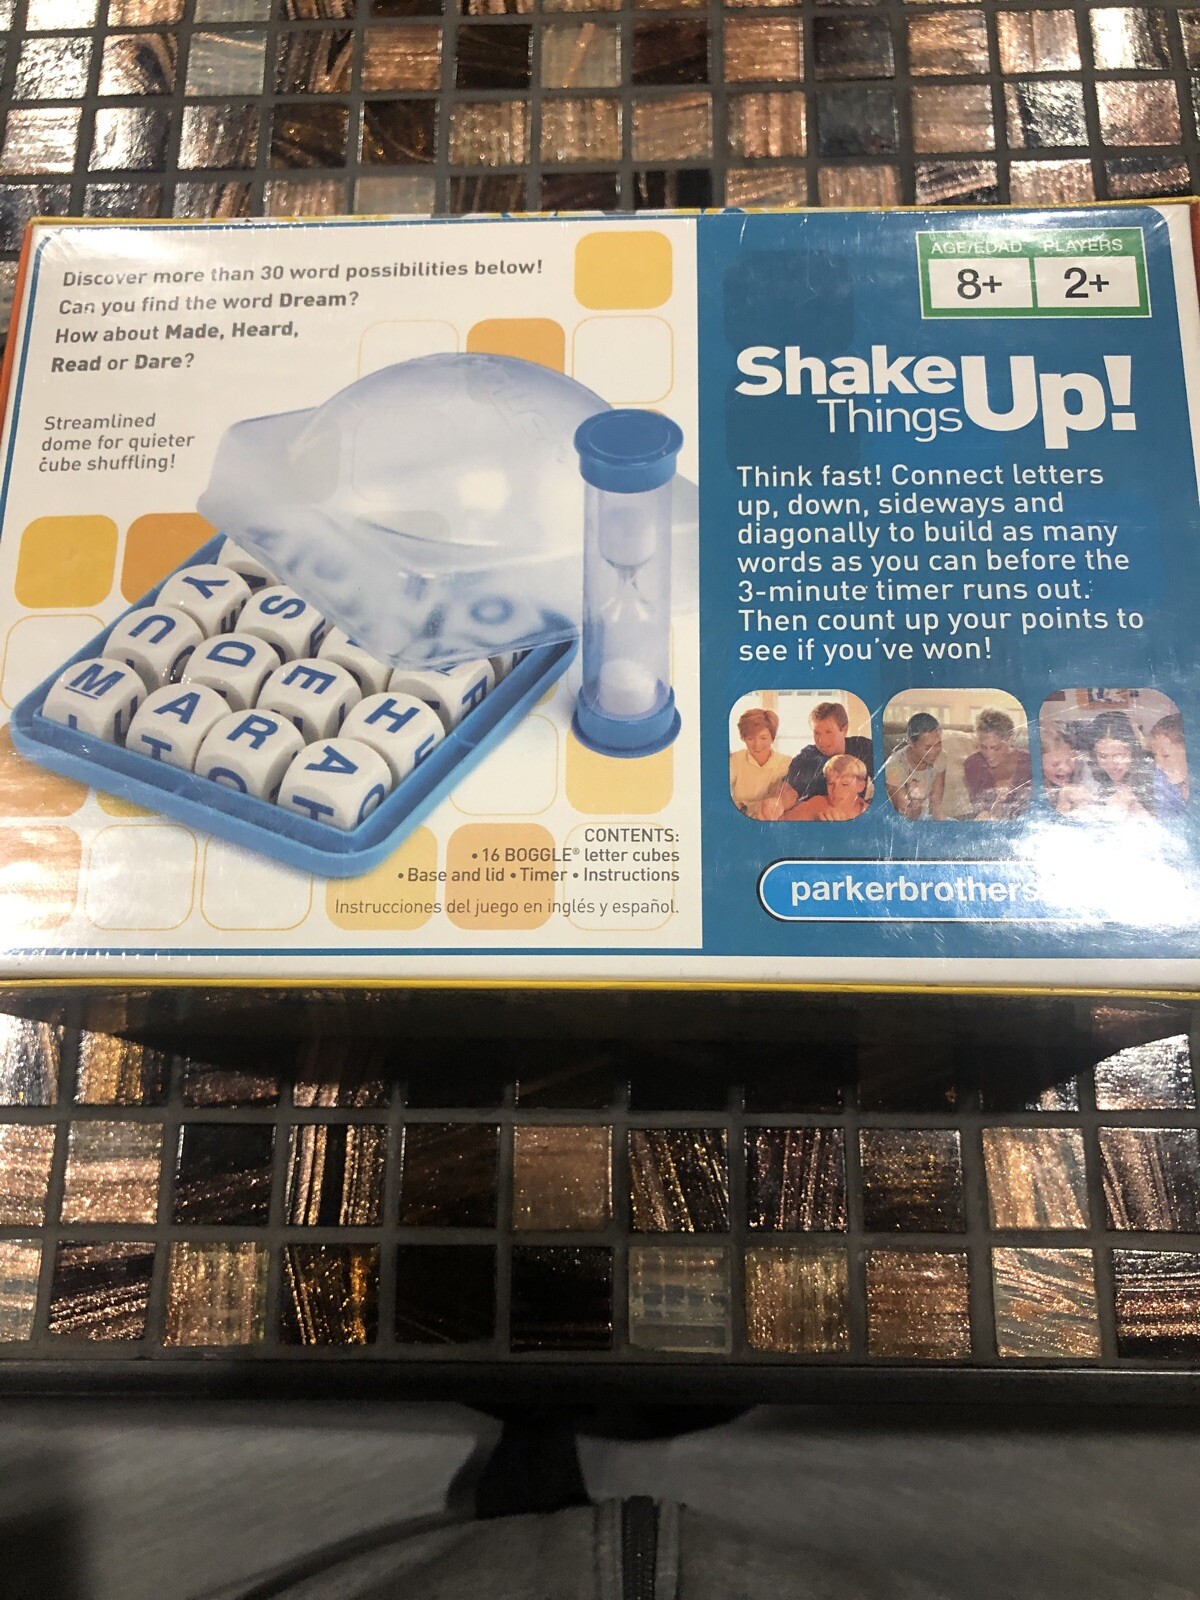 Discover more than 30 word possibilities below!
Can you find the word Dream?
How about Made, Heard,
Read or Dare?
Streamlined
dome for quieter
cube shuffling!
Y S
U D E H
M A R A
CONTENTS:
• 16 BOGGLE® letter cubes
• Base and lid • Timer • Instructions
Instrucciones del juego en inglés y español.
AGE/EDAD PLAYERS
8+ 2+
Shake
Things Up!
Think fast! Connect letters
up, down, sideways and
diagonally to build as many
words as you can before the
3-minute timer runs out.
Then count up your points to
see if you've won!
parkerbrothers